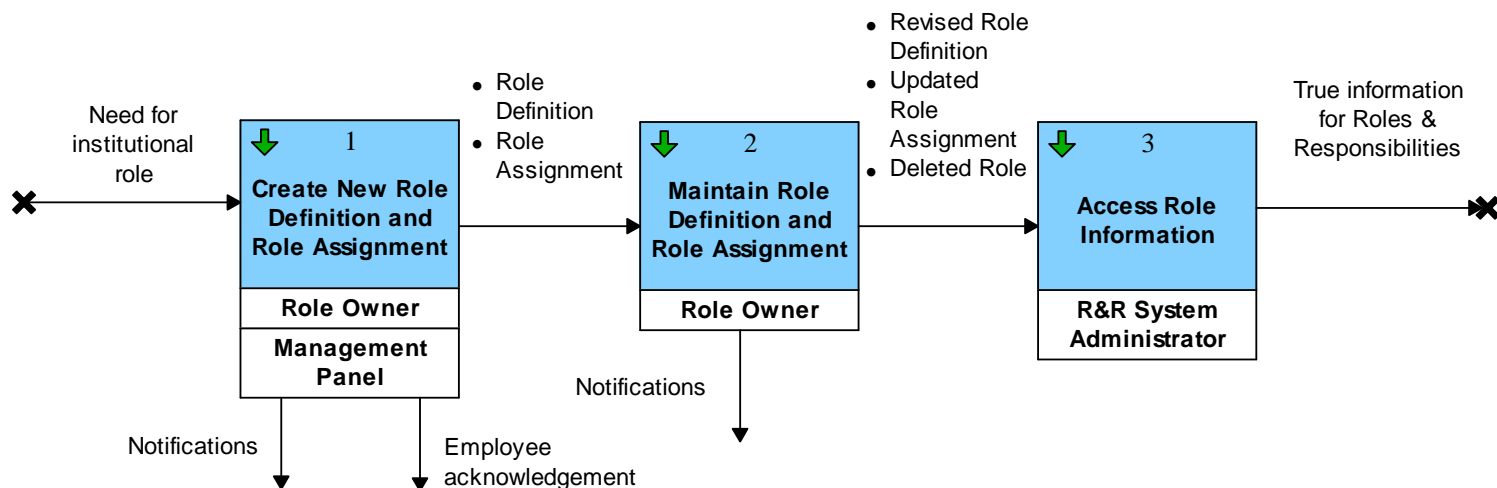 Need for
institutional
role
1
Create New Role
Definition and
Role Assignment
Role Owner
Management
Panel
Notifications
Employee
acknowledgement
• Role
Definition
• Role
Assignment
2
Maintain Role
Definition and
Role Assignment
Role Owner
Notifications
• Revised Role
Definition
• Updated
Role
Assignment
• Deleted Role
3
Access Role
Information
R&R System
Administrator
True information
for Roles &
Responsibilities